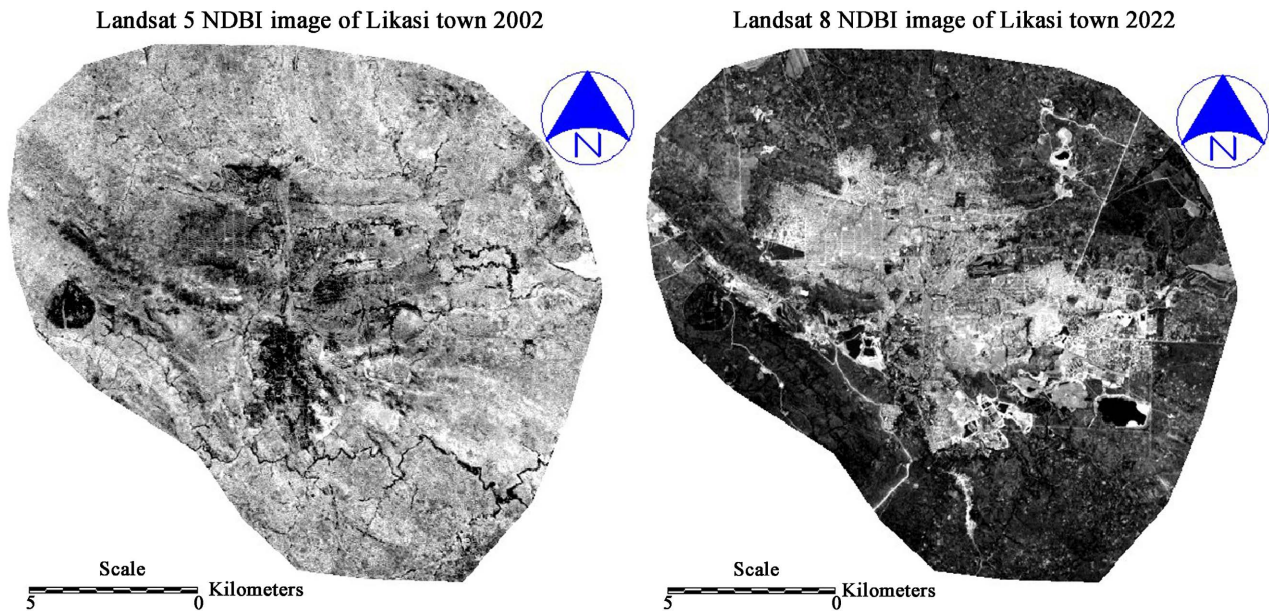 Landsat 5 NDBI image of Likasi town 2002
Landsat 8 NDBI image of Likasi town 2022
N
N
Scale
5 0 Kilometers
Scale
5 0 Kilometers